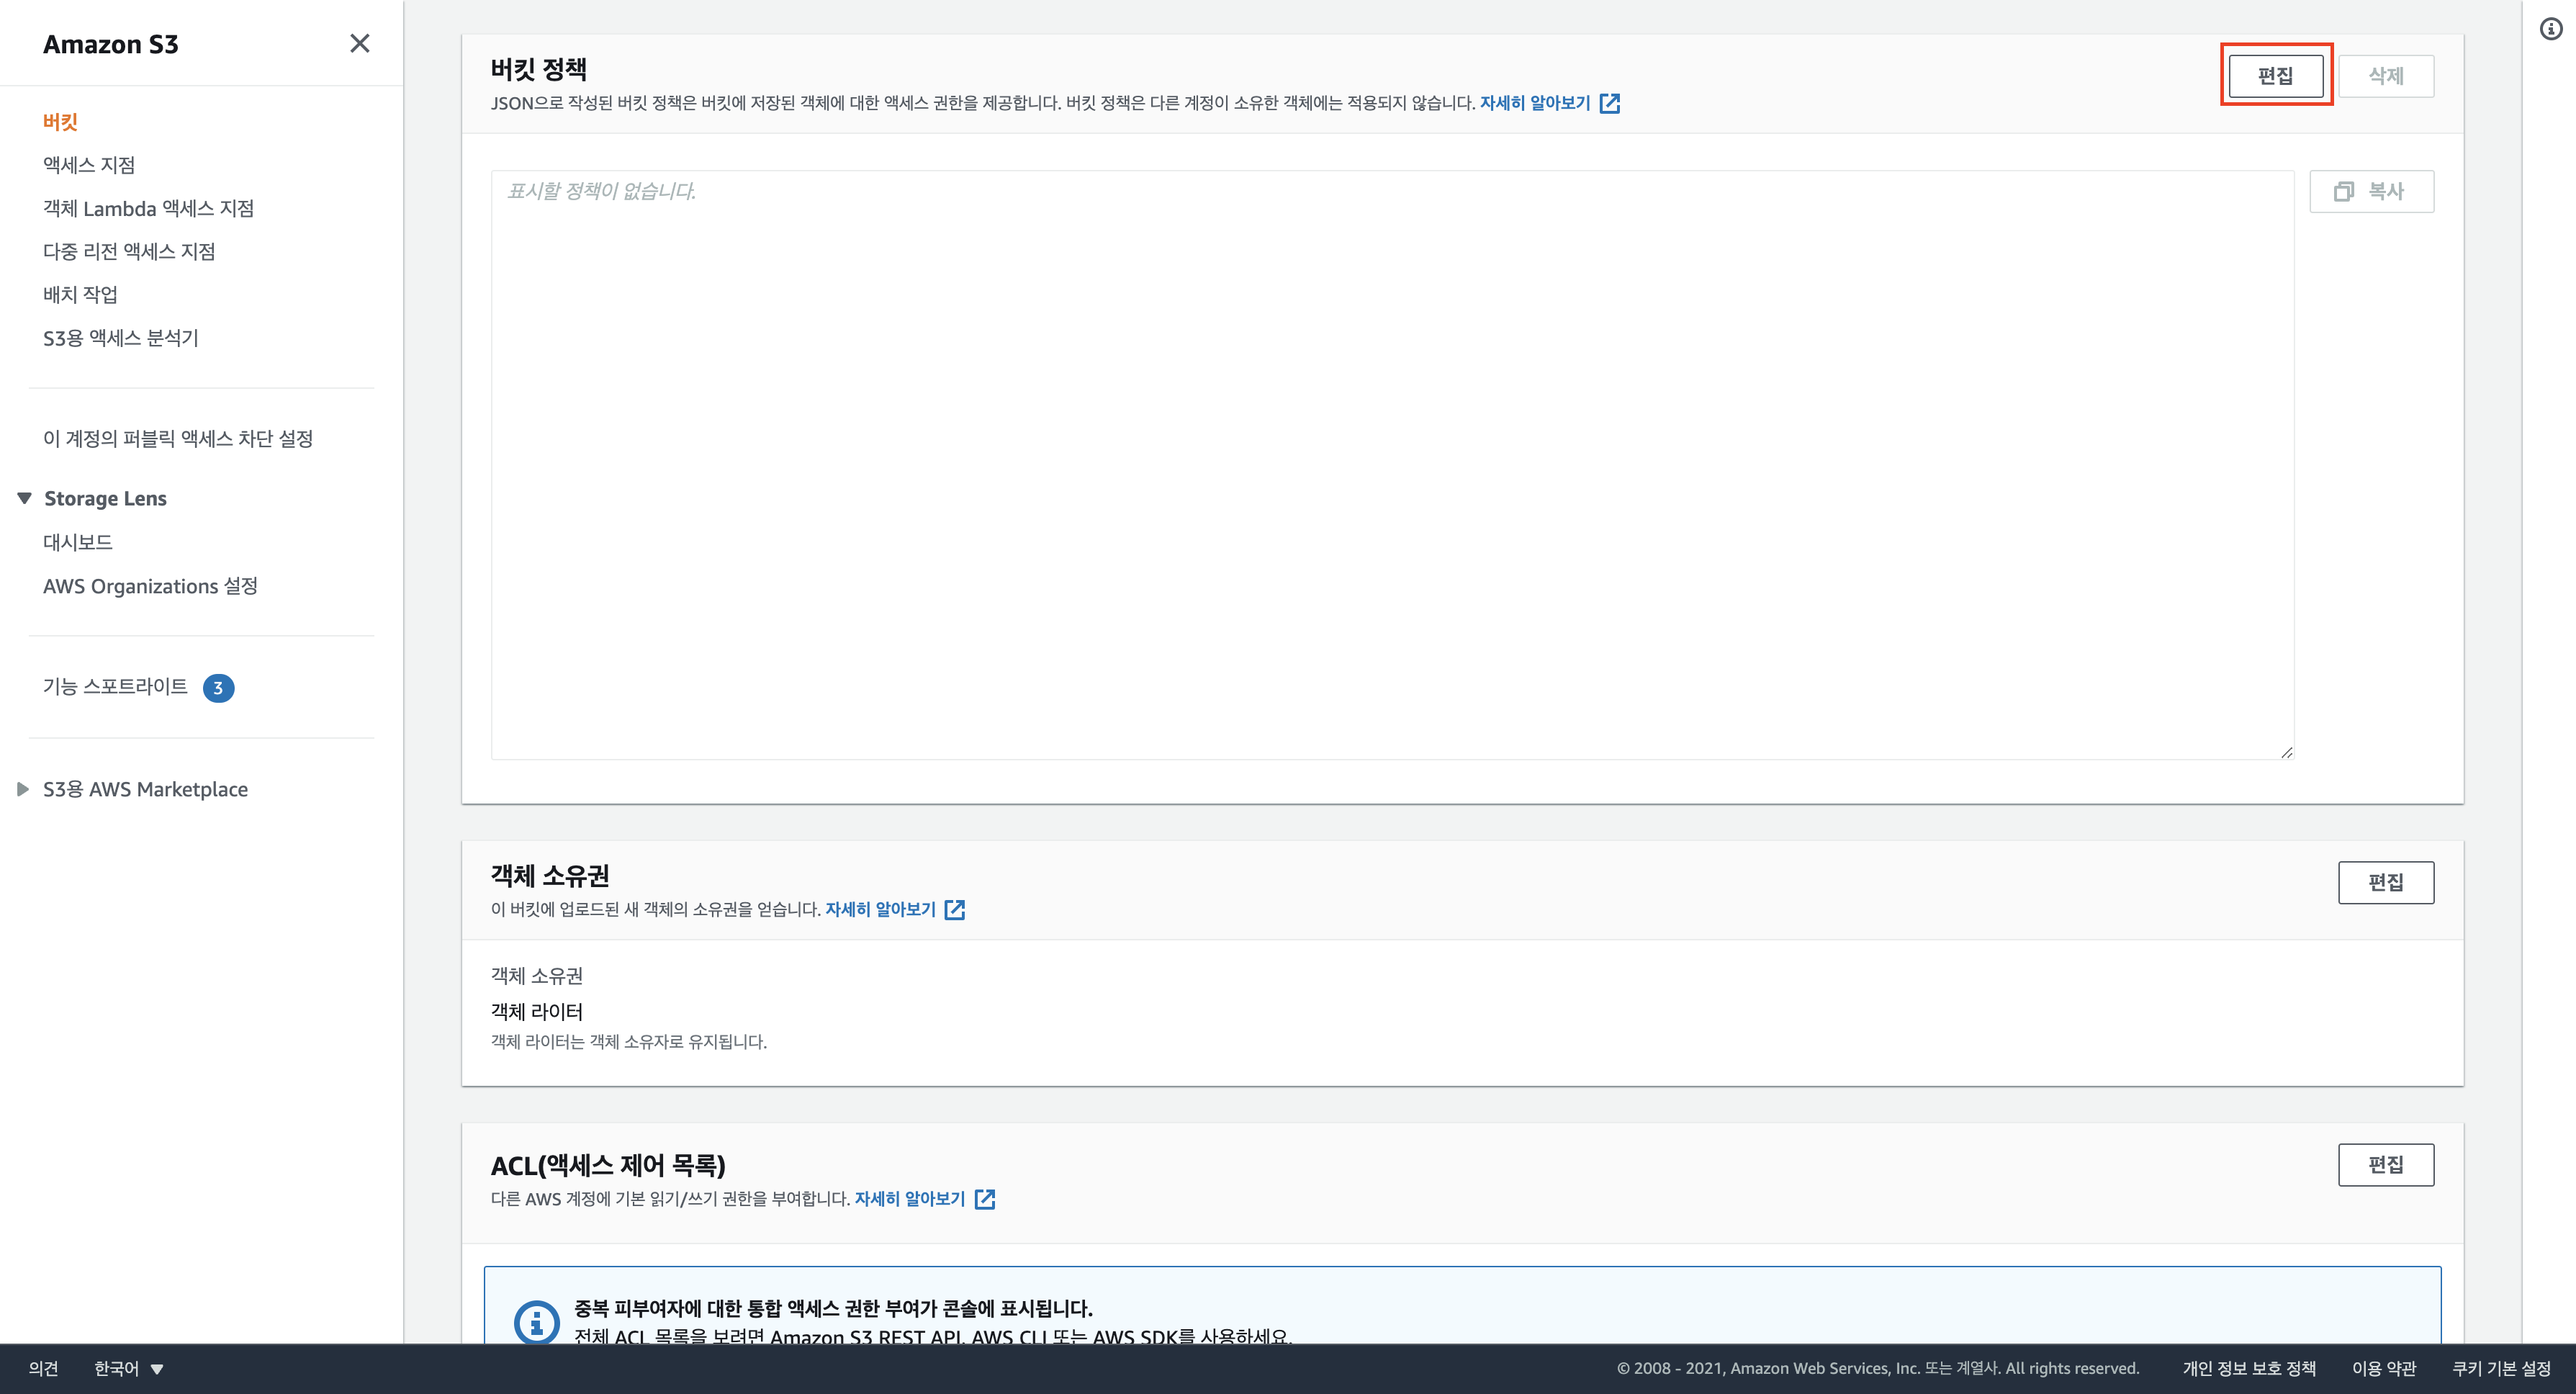 Amazon S3
버킷
액세스 지점
객체 Lambda 액세스 지점
다중 리전 액세스 지점
배치 작업
S3용 액세스 분석기
이 계정의 퍼블릭 액세스 차단 설정
Storage Lens
대시보드
AWS Organizations 설정
기능 스포트라이트 3
S3용 AWS Marketplace
버킷 정책
편집
삭제
JSON으로 작성된 버킷 정책은 버킷에 저장된 객체에 대한 액세스 권한을 제공합니다. 버킷 정책은 다른 계정이 소유한 객체에는 적용되지 않습니다. 자세히 알아보기
표시할 정책이 없습니다.
복사
객체 소유권
편집
이 버킷에 업로드된 새 객체의 소유권을 얻습니다. 자세히 알아보기
객체 소유권
객체 라이터
객체 라이터는 객체 소유자로 유지됩니다.
ACL(액세스 제어 목록)
편집
다른 AWS 계정에 기본 읽기/쓰기 권한을 부여합니다. 자세히 알아보기
중복 피부여자에 대한 통합 액세스 권한 부여가 콘솔에 표시됩니다.
전체 ACL 목록을 보려면 Amazon S3 REST API, AWS CLI 또는 AWS SDK를 사용하세요.
의견
한국어
© 2008 - 2021, Amazon Web Services, Inc. 또는 계열사. All rights reserved.
개인 정보 보호 정책
이용 약관
쿠키 기본 설정